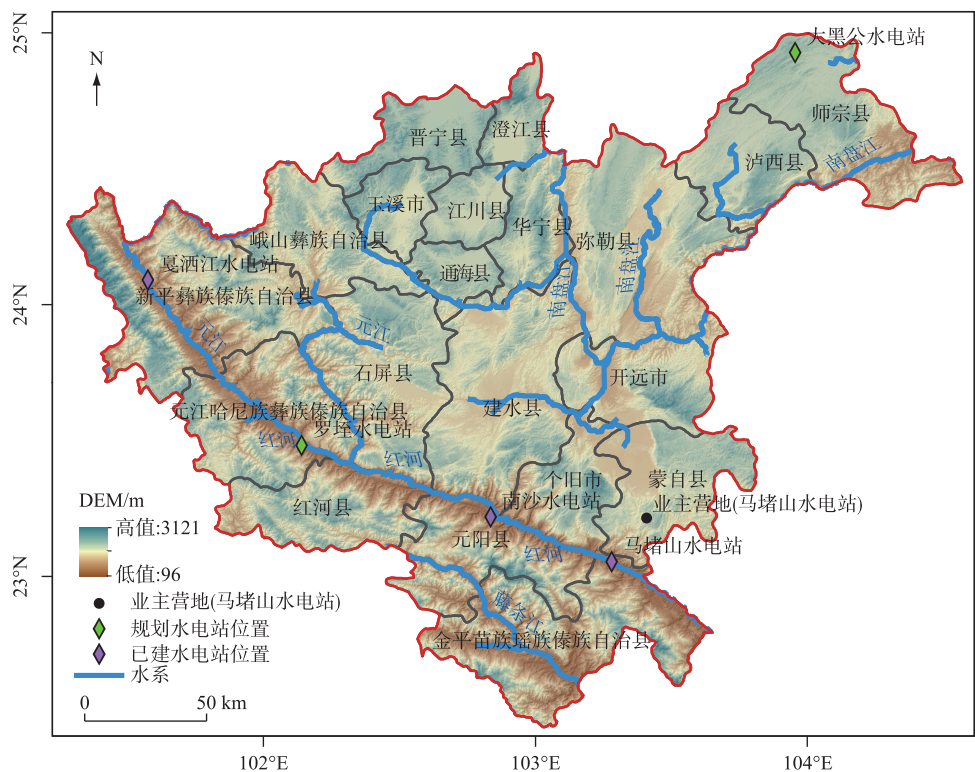 25°N
24°N
23°N
N
大黑公水电站
师宗县
澄江县
晋宁县
泸西县
南盘江
玉溪市
江川县
华宁县
弥勒县
峨山彝族自治县
通海县
南盘江
南盘江
戛洒江水电站
新平彝族傣族自治县
元江
元江
石屏县
开远市
建水县
元江哈尼族彝族傣族自治县
罗垤水电站
红河
红河
个旧市
蒙自县
南沙水电站
业主营地(马堵山水电站)
红河县
元阳县
红河
马堵山水电站
藤条江
金平苗族瑶族傣族自治县
DEM/m
高值:3121
低值:96
业主营地(马堵山水电站)
规划水电站位置
已建水电站位置
水系
0 50 km
102°E
103°E
104°E